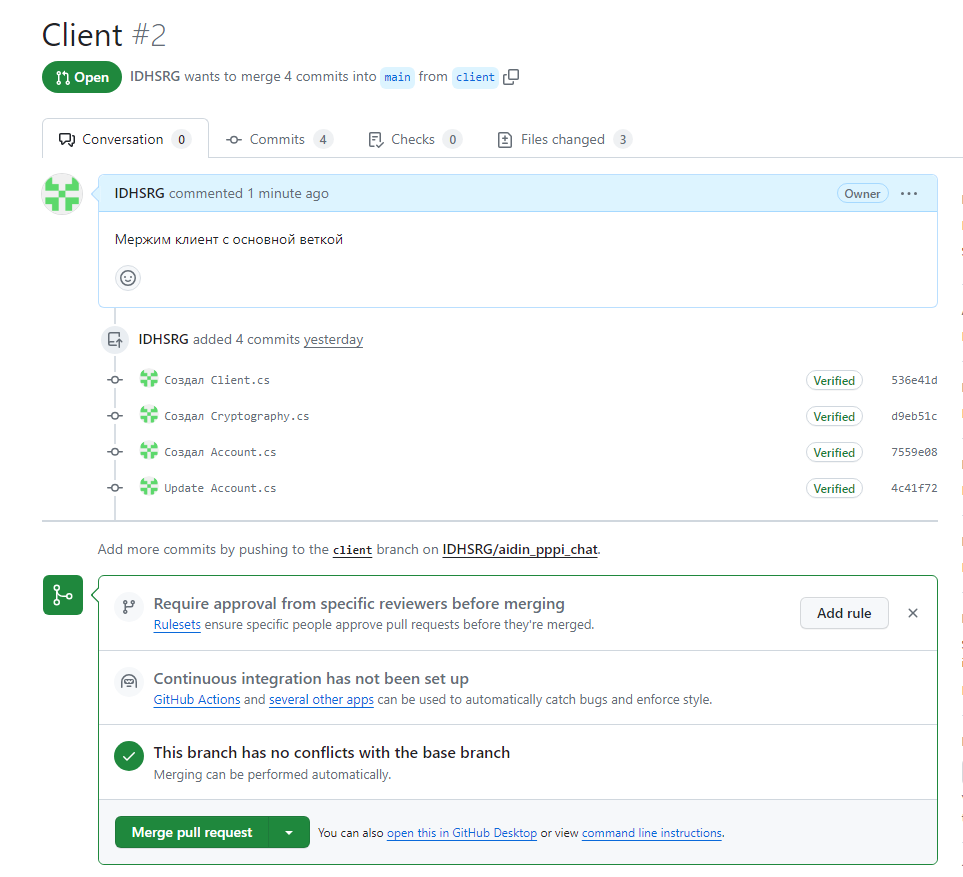 Client #2
Open IDHSRG wants to merge 4 commits into main from client
Conversation 0 Commits 4 Checks 0 Files changed 3
IDHSRG commented 1 minute ago Owner
Мержим клиент с основной веткой
IDHSRG added 4 commits yesterday
Создал Client.cs Verified 536e41d
Создал Cryptography.cs Verified d9eb51c
Создал Account.cs Verified 7559e08
Update Account.cs Verified 4c41f72
Add more commits by pushing to the client branch on IDHSRG/aidin_pppi_chat.
Require approval from specific reviewers before merging
Rulesets ensure specific people approve pull requests before they're merged.
Add rule
Continuous integration has not been set up
GitHub Actions and several other apps can be used to automatically catch bugs and enforce style.
This branch has no conflicts with the base branch
Merging can be performed automatically.
Merge pull request You can also open this in GitHub Desktop or view command line instructions.